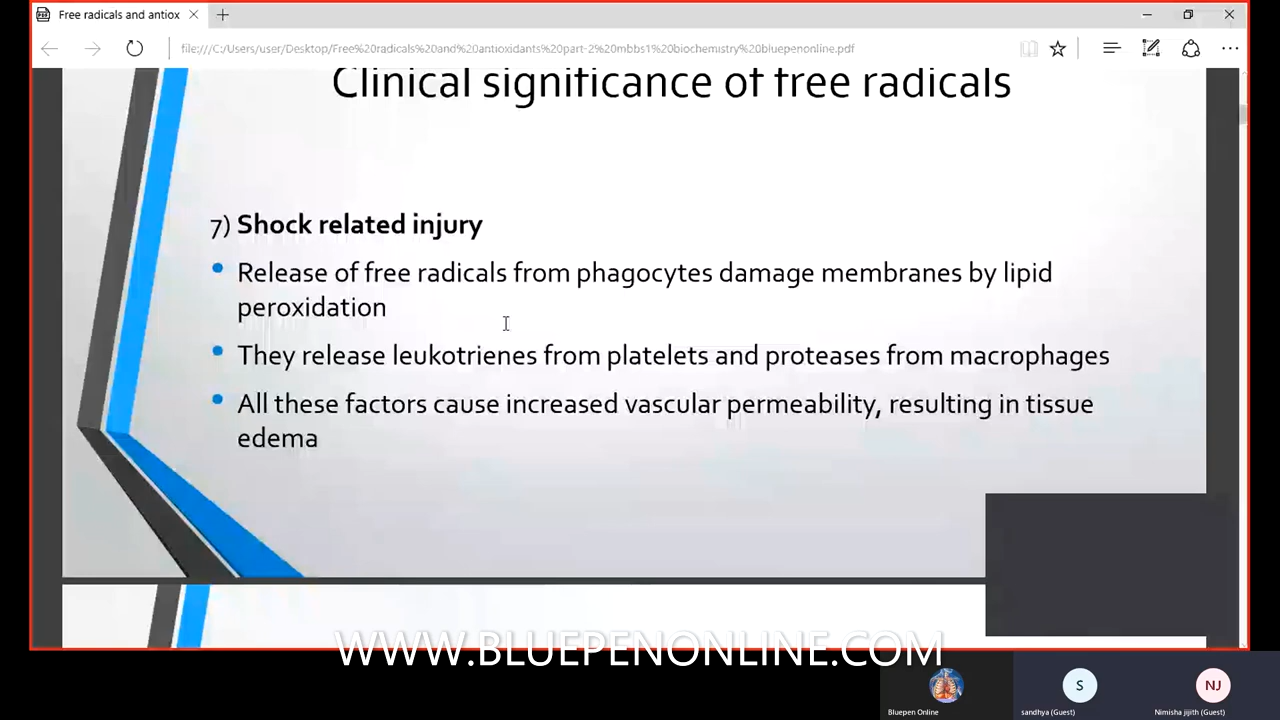 Free radicals and antiox
file:///C:/Users/user/Desktop/Free%20radicals%20and%20antioxidants%20part-2%20mbbs1%20biochemistry%20bluepenonline.pdf
Clinical significance of free radicals
7) Shock related injury
Release of free radicals from phagocytes damage membranes by lipid
peroxidation
They release leukotrienes from platelets and proteases from macrophages
All these factors cause increased vascular permeability, resulting in tissue
edema
WWW.BLUEPENONLINE.COM
S
NJ
Bluepen Online
sandhya (Guest)
Nimisha jijith (Guest)